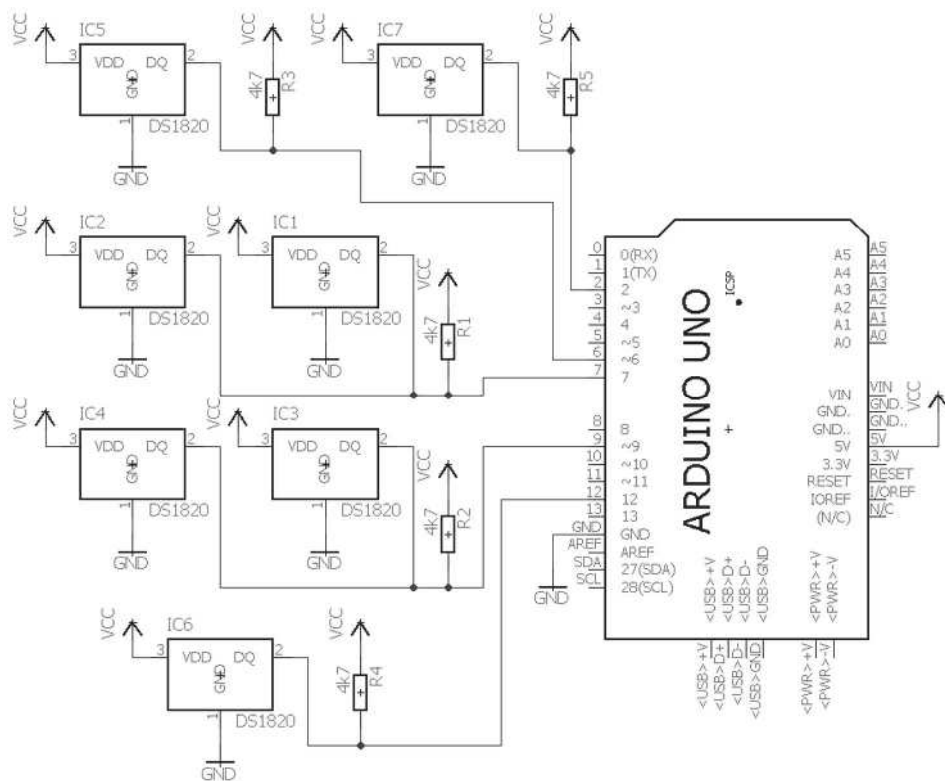 VCC
IC5
3
VDD
DQ
2
GND
1
DS1820
GND
VCC
4k7
R3
VCC
IC7
3
VDD
DQ
2
GND
1
DS1820
GND
VCC
4k7
R5
VCC
IC2
3
VDD
DQ
2
GND
1
DS1820
GND
VCC
IC1
3
VDD
DQ
2
GND
1
DS1820
GND
VCC
4k7
R1
VCC
IC4
3
VDD
DQ
2
GND
1
DS1820
GND
VCC
IC3
3
VDD
DQ
2
GND
1
DS1820
GND
VCC
4k7
R2
VCC
IC6
3
VDD
DQ
2
GND
1
DS1820
GND
VCC
4k7
R4
ARDUINO UNO
ICSP
0 0(RX)
1 1(TX)
2 2
3 ~3
4 4
5 ~5
6 ~6
7 7
8 8
9 ~9
10 ~10
11 ~11
12 12
13 13
GND GND
AREF AREF
SDA 27(SDA)
SCL 28(SCL)
GND
A5 A5
A4 A4
A3 A3
A2 A2
A1 A1
A0 A0
VIN VIN
GND. GND.
GND.. GND..
5V 5V
3.3V 3.3V
RESET RESET
IOREF I/OREF
(N/C) N/C
VCC
<USB>+V
<USB>D+
<USB>D-
<USB>GND
<PWR>+V
<PWR>-V
<USB>+V
<USB>D+
<USB>D-
<USB>GND
<PWR>+V
<PWR>-V